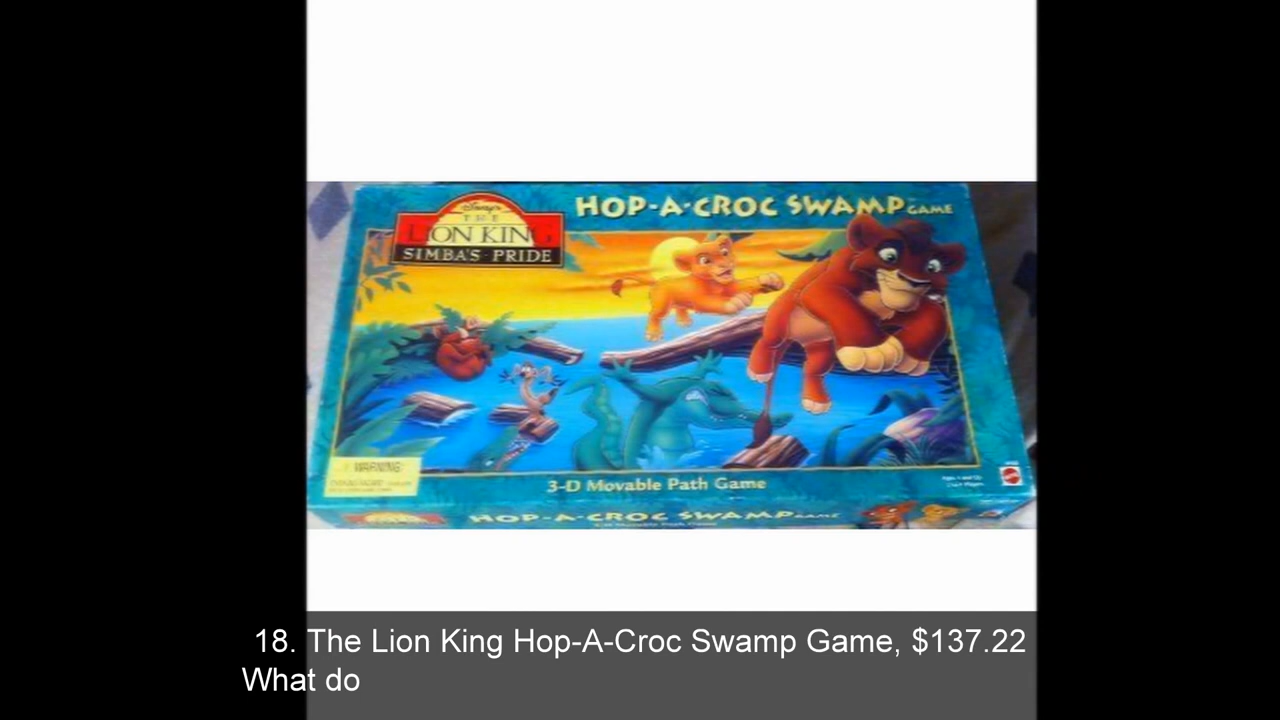 HOP-A-CROC SWAMP GAME
Disney's
THE
LION KING
SIMBA'S PRIDE
WARNING:
3-D Movable Path Game
HOP-A-CROC SWAMP GAME
18. The Lion King Hop-A-Croc Swamp Game, $137.22
What do